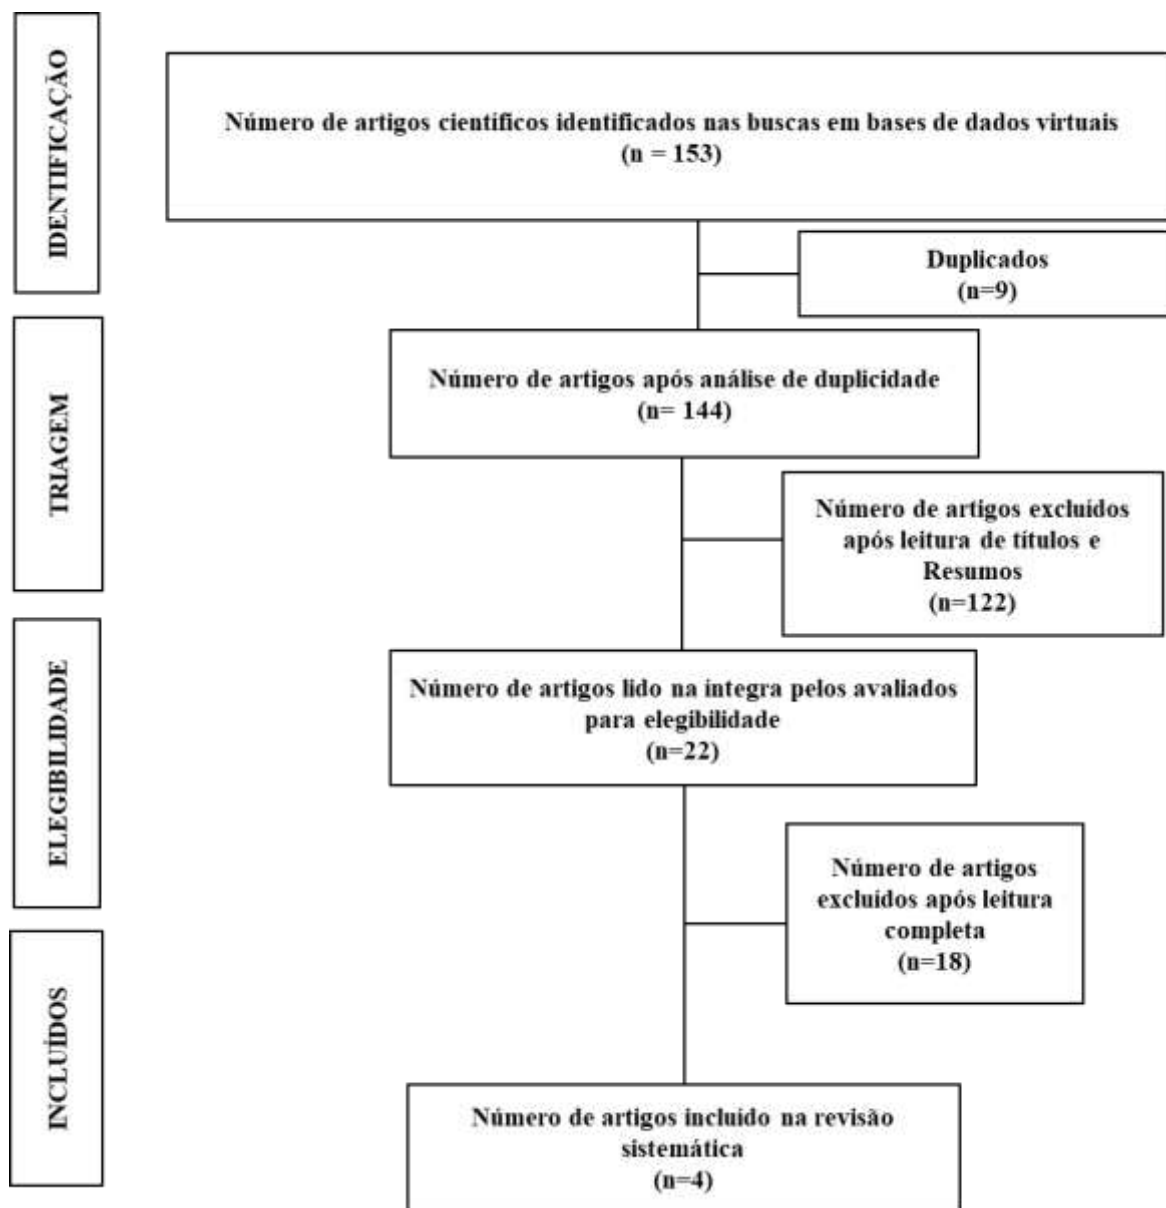 IDENTIFICAÇÃO
Número de artigos científicos identificados nas buscas em bases de dados virtuais
(n = 153)
Duplicados
(n=9)
TRIAGEM
Número de artigos após análise de duplicidade
(n= 144)
Número de artigos excluídos
após leitura de títulos e
Resumos
(n=122)
ELEGIBILIDADE
Número de artigos lido na íntegra pelos avaliados
para elegibilidade
(n=22)
Número de artigos
excluídos após leitura
completa
(n=18)
INCLUÍDOS
Número de artigos incluído na revisão
sistemática
(n=4)